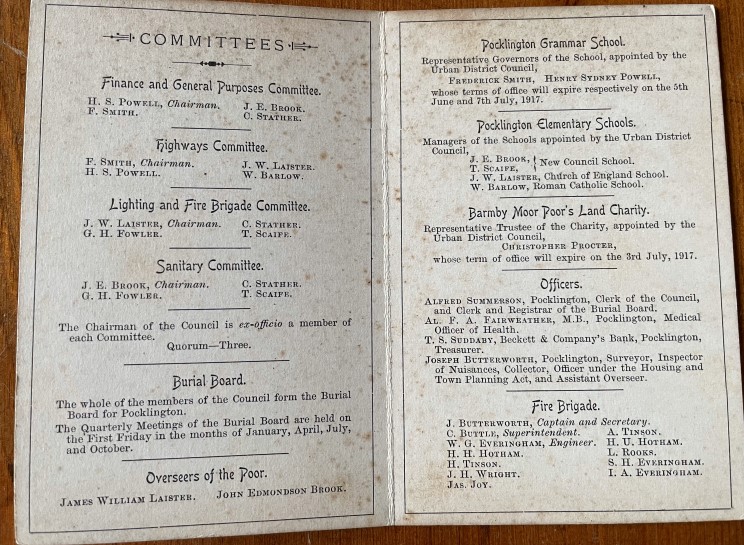 COMMITTEES
Finance and General Purposes Committee.
H. S. POWELL, Chairman. J. E. BROOK.
F. SMITH. C. STATHER.
Highways Committee.
F. SMITH, Chairman. J. W. LAISTER.
H. S. POWELL. W. BARLOW.
Lighting and Fire Brigade Committee.
J. W. LAISTER, Chairman. C. STATHER.
G. H. FOWLER. T. SCAIFE.
Sanitary Committee.
J. E. BROOK, Chairman. C. STATHER.
G. H. FOWLER. T. SCAIFE.
The Chairman of the Council is ex-officio a member of
each Committee.
Quorum—Three.
Burial Board.
The whole of the members of the Council form the Burial
Board for Pocklington.
The Quarterly Meetings of the Burial Board are held on
the First Friday in the months of January, April, July,
and October.
Overseers of the Poor.
JAMES WILLIAM LAISTER. JOHN EDMONDSON BROOK.
Pocklington Grammar School.
Representative Governors of the School, appointed by the
Urban District Council,
FREDERICK SMITH, HENRY SYDNEY POWELL,
whose terms of office will expire respectively on the 5th
June and 7th July, 1917.
Pocklington Elementary Schools.
Managers of the Schools appointed by the Urban District
Council,
J. E. BROOK, } New Council School.
T. SCAIFE,
J. W. LAISTER, Church of England School.
W. BARLOW, Roman Catholic School.
Barmby Moor Poor's Land Charity.
Representative Trustee of the Charity, appointed by the
Urban District Council,
CHRISTOPHER PROCTER,
whose term of office will expire on the 3rd July, 1917.
Officers.
ALFRED SUMMERSON, Pocklington, Clerk of the Council,
and Clerk and Registrar of the Burial Board.
AL. F. A. FAIRWEATHER, M.B., Pocklington, Medical
Officer of Health.
T. S. SUDDABY, Beckett & Company's Bank, Pocklington,
Treasurer.
JOSEPH BUTTERWORTH, Pocklington, Surveyor, Inspector
of Nuisances, Collector, Officer under the Housing and
Town Planning Act, and Assistant Overseer.
Fire Brigade.
J. BUTTERWORTH, Captain and Secretary.
C. BUTTLE, Superintendent. A. TINSON.
W. G. EVERINGHAM, Engineer. H. U. HOTHAM.
H. H. HOTHAM. L. ROOKS.
H. TINSON. S. H. EVERINGHAM.
J. H. WRIGHT. I. A. EVERINGHAM.
JAS. JOY.